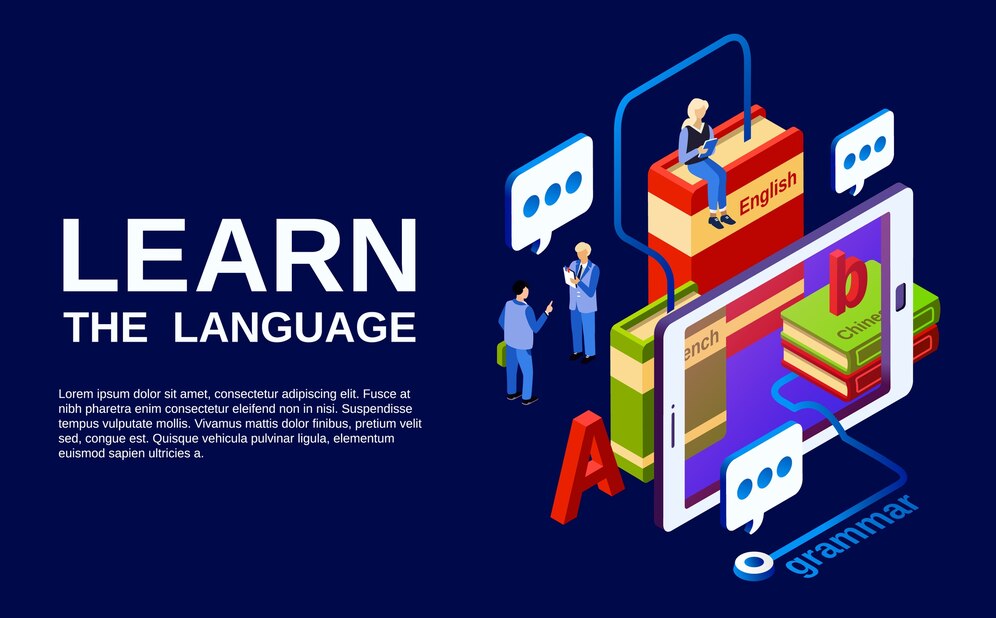 LEARN
THE LANGUAGE
Lorem ipsum dolor sit amet, consectetur adipiscing elit. Fusce at
nibh pharetra enim consectetur eleifend non in nisi. Suspendisse
tempus vulputate mollis. Vivamus mattis dolor finibus, pretium velit
sed, congue est. Quisque vehicula pulvinar ligula, elementum
euismod sapien ultricies a.
English
b
ench
Chine
A
grammar